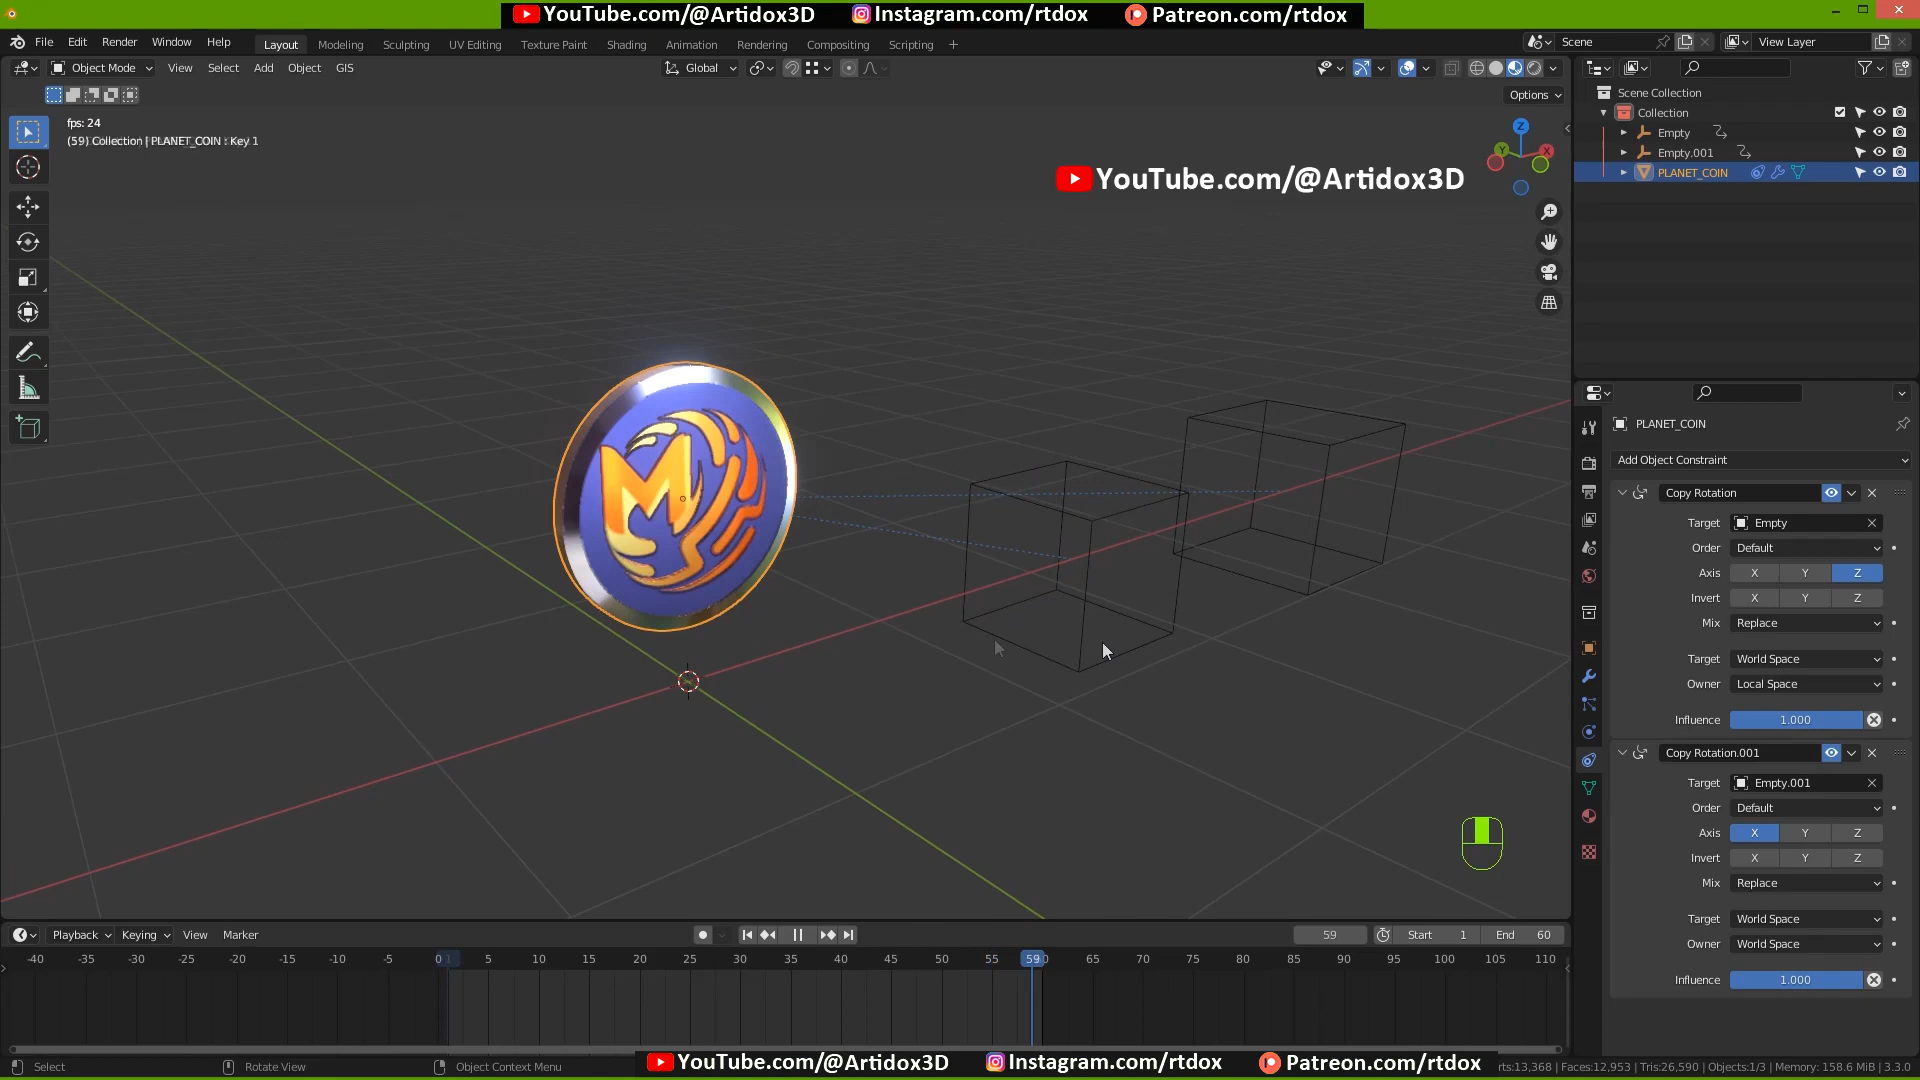 YouTube.com/@Artidox3D Instagram.com/rtdox Patreon.com/rtdox
File Edit Render Window Help Layout Modeling Sculpting UV Editing Texture Paint Shading Animation Rendering Compositing Scripting + Scene View Layer
Object Mode View Select Add Object GIS Global
Options
fps: 24
(59) Collection | PLANET_COIN : Key 1
YouTube.com/@Artidox3D
Z
Y
X
Scene Collection
Collection
Empty
Empty.001
PLANET_COIN
M
PLANET_COIN
Add Object Constraint
Copy Rotation
Target Empty
Order Default
Axis X Y Z
Invert X Y Z
Mix Replace
Target World Space
Owner Local Space
Influence 1.000
Copy Rotation.001
Target Empty.001
Order Default
Axis X Y Z
Invert X Y Z
Mix Replace
Target World Space
Owner World Space
Influence 1.000
Playback Keying View Marker 59 Start 1 End 60
-40 -35 -30 -25 -20 -15 -10 -5 0 1 5 10 15 20 25 30 35 40 45 50 55 59 65 70 75 80 85 90 95 100 105 110
Select Rotate View Object Context Menu YouTube.com/@Artidox3D Instagram.com/rtdox Patreon.com/rtdox rts:13,368 | Faces:12,953 | Tris:26,590 | Objects:1/3 | Memory: 158.6 MiB | 3.3.0